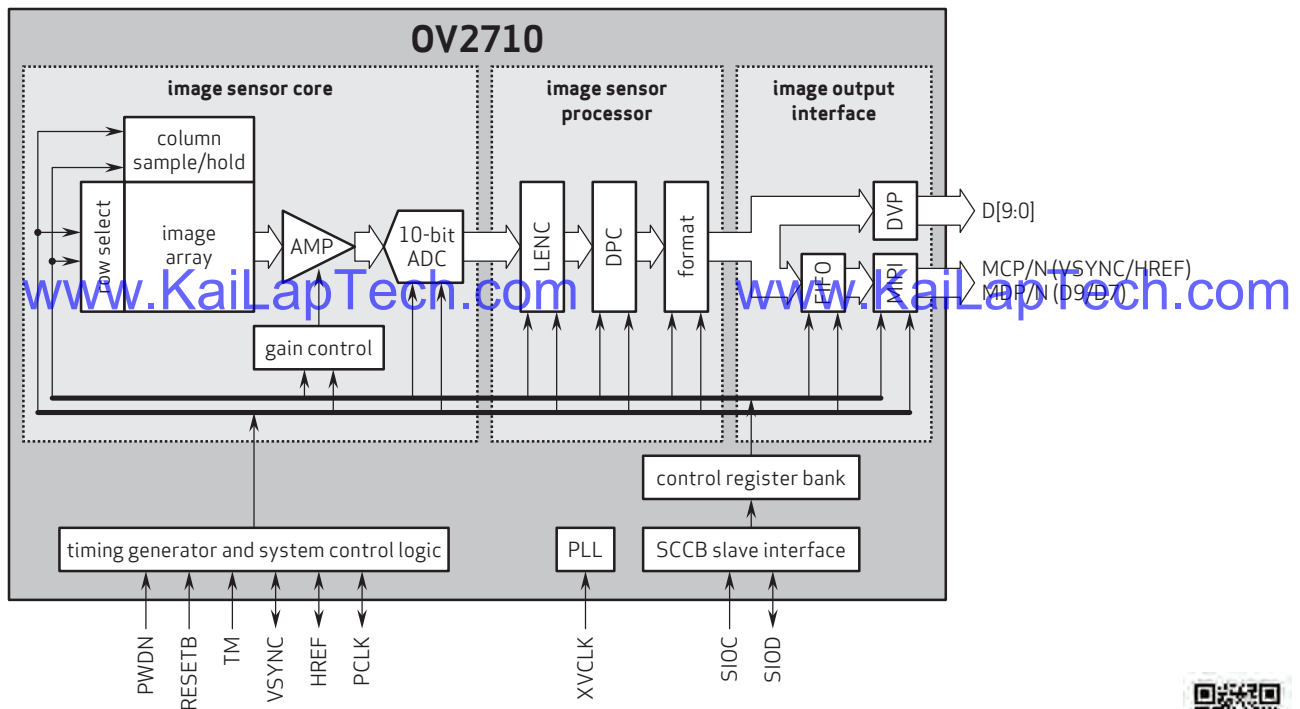 OV2710
image sensor core
image sensor
processor
image output
interface
column
sample/hold
row select
image
array
AMP
10-bit
ADC
gain control
LENC
DPC
format
DVP
FIFO
MIPI
D[9:0]
MCP/N (VSYNC/HREF)
MDP/N (D9/D7)
www.KaiLapTech.com
www.KaiLapTech.com
control register bank
timing generator and system control logic
PLL
SCCB slave interface
PWDN
RESETB
TM
VSYNC
HREF
PCLK
XVCLK
SIOC
SIOD